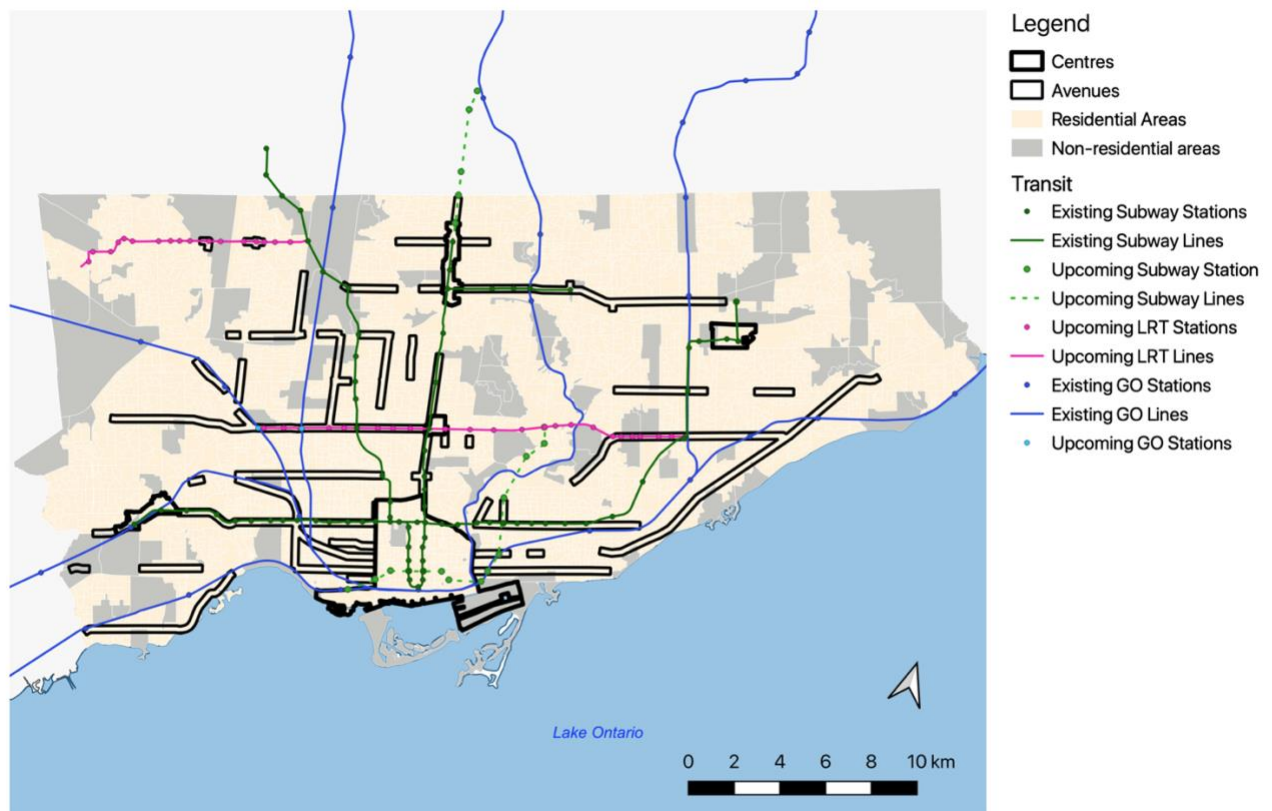 Legend
Centres
Avenues
Residential Areas
Non-residential areas
Transit
Existing Subway Stations
Existing Subway Lines
Upcoming Subway Station
Upcoming Subway Lines
Upcoming LRT Stations
Upcoming LRT Lines
Existing GO Stations
Existing GO Lines
Upcoming GO Stations
Lake Ontario
0 2 4 6 8 10 km